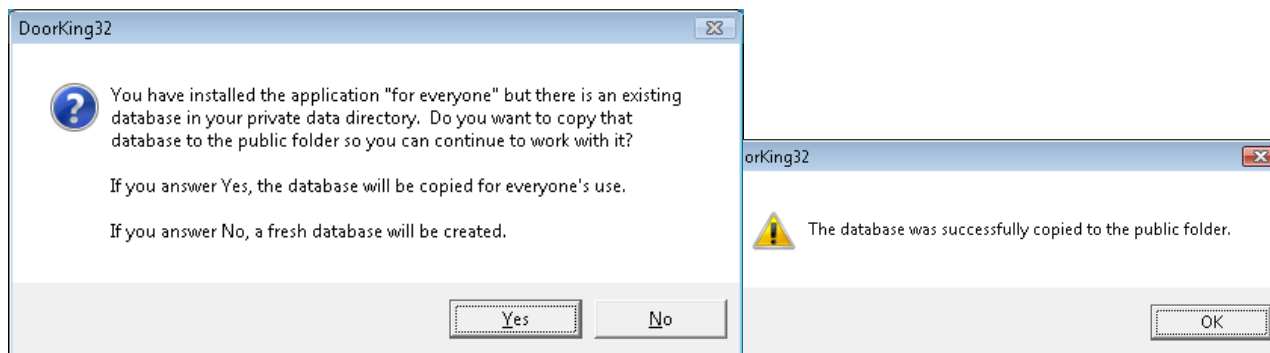 DoorKing32
You have installed the application "for everyone" but there is an existing
database in your private data directory. Do you want to copy that
database to the public folder so you can continue to work with it?
If you answer Yes, the database will be copied for everyone's use.
If you answer No, a fresh database will be created.
Yes
No
orKing32
The database was successfully copied to the public folder.
OK